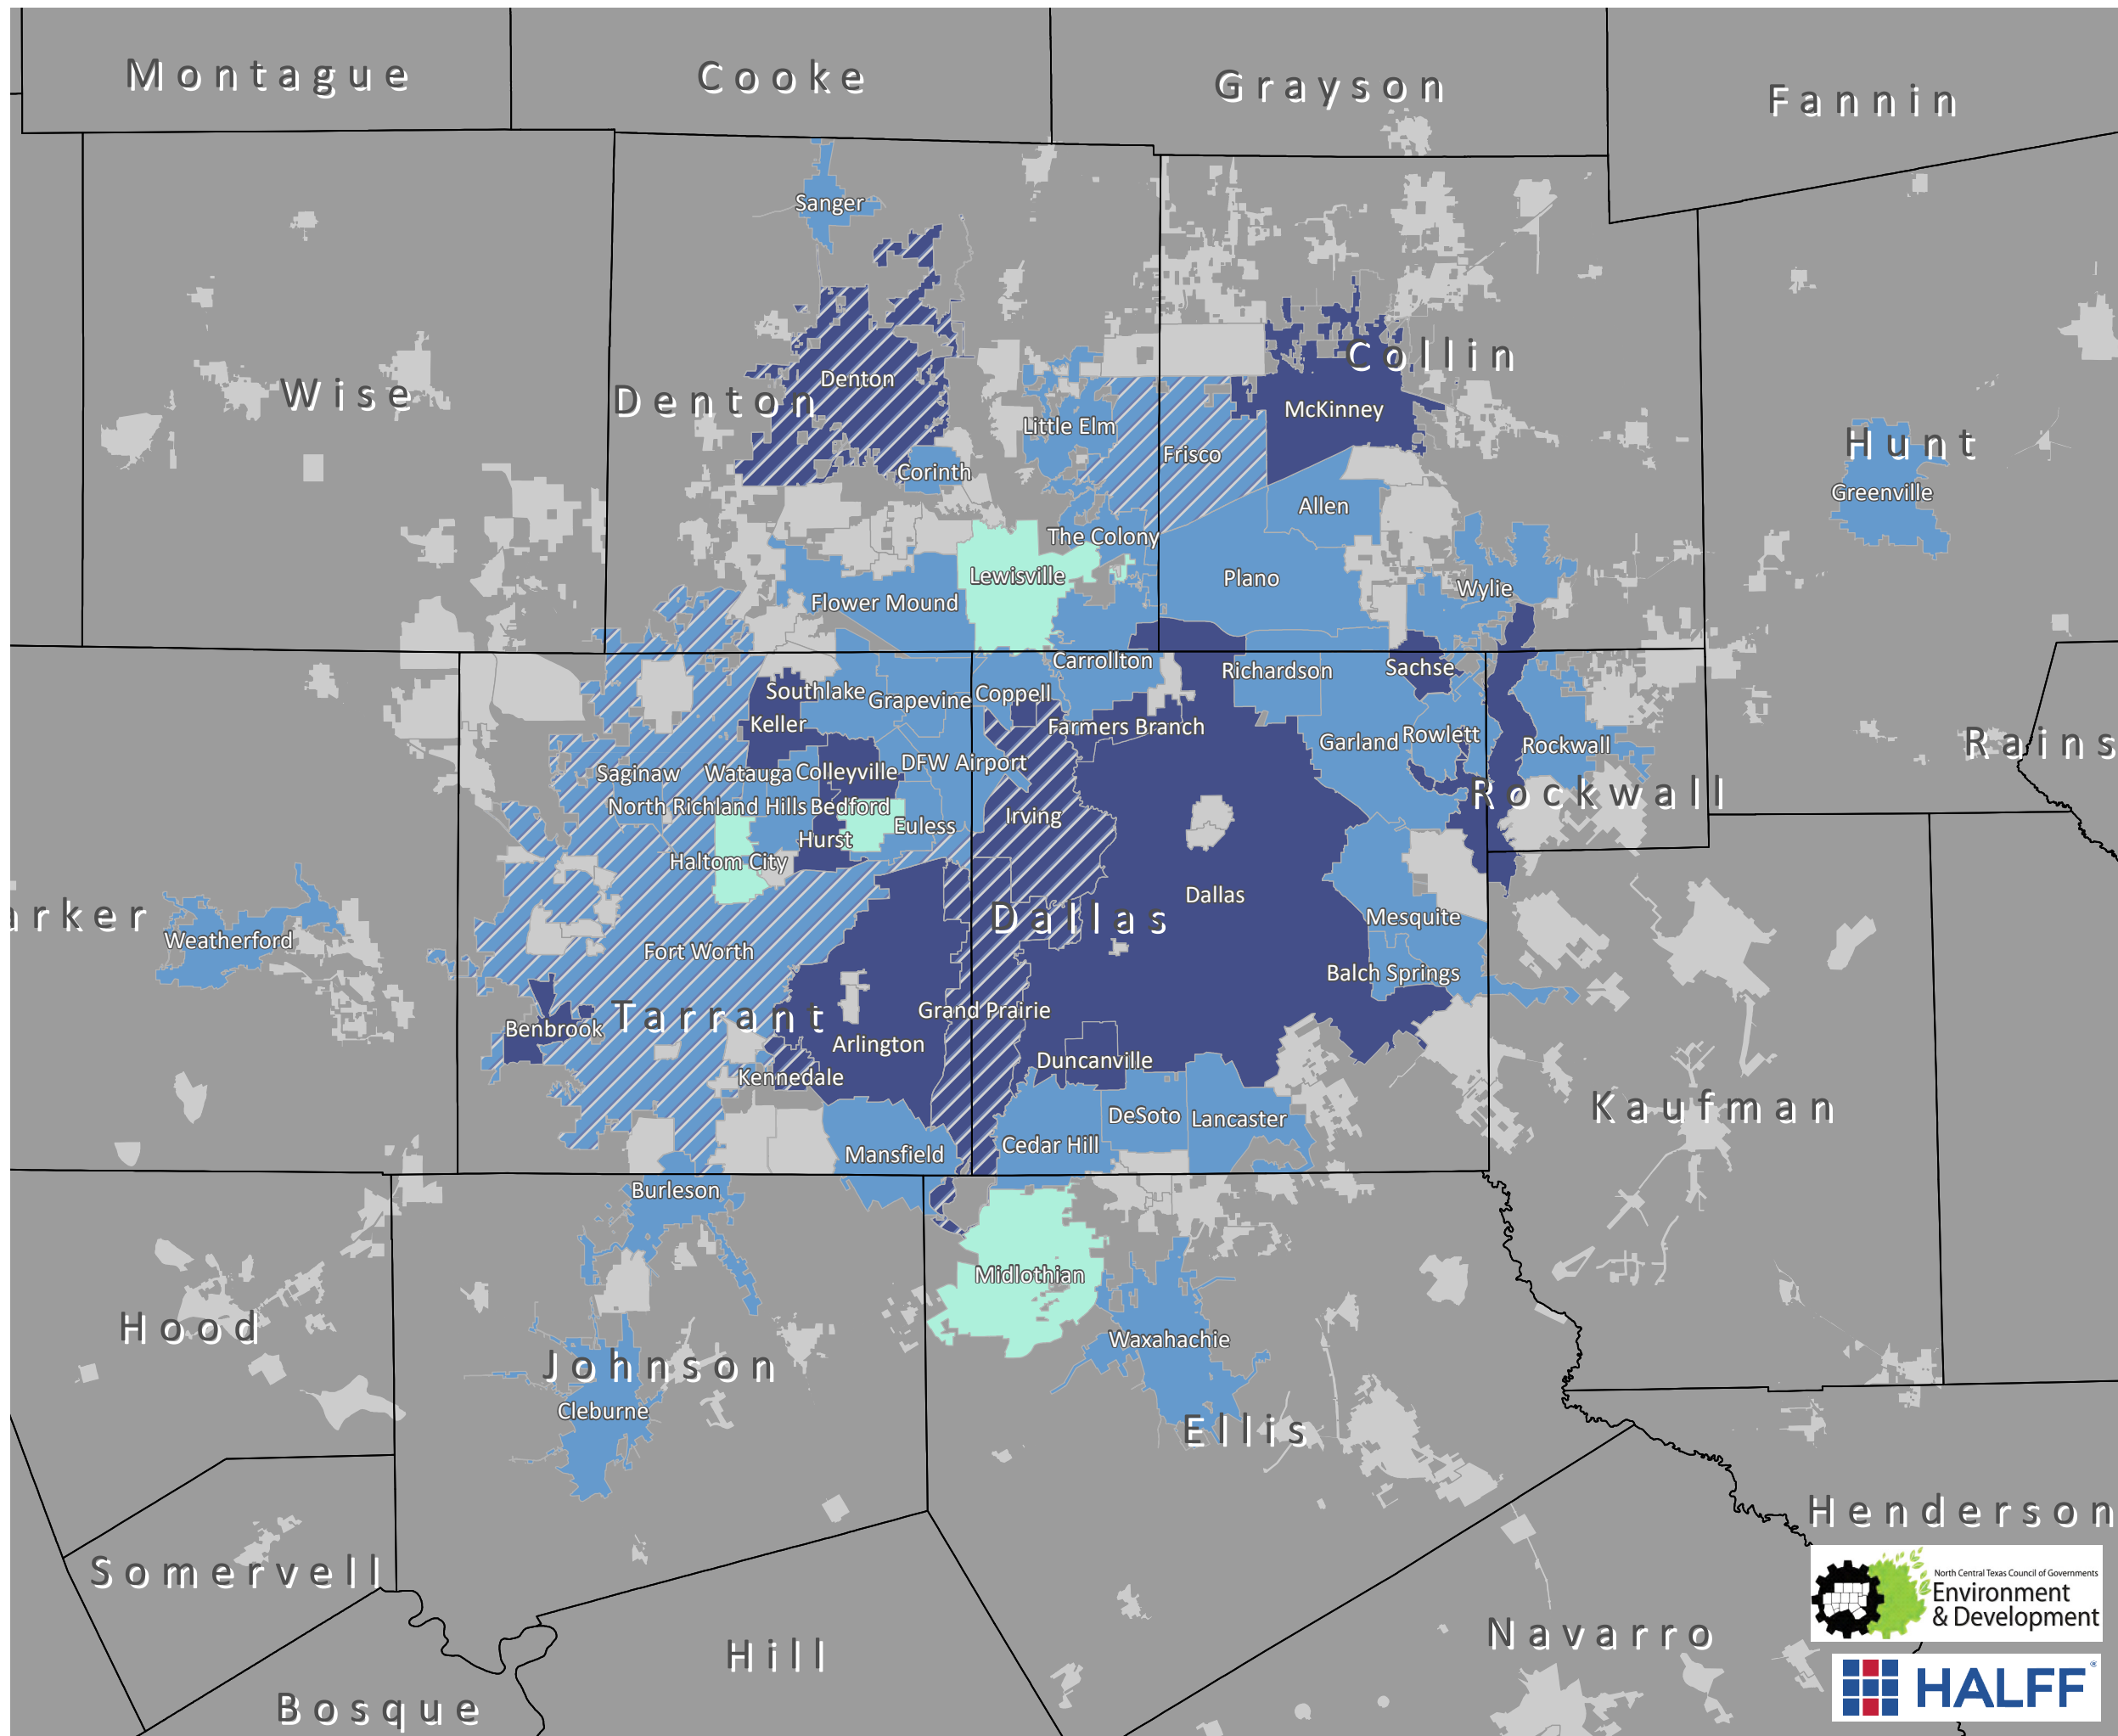 Montague
Cooke
Grayson
Fannin
Sanger
Collin
Wise
Denton
Denton
McKinney
Little Elm
Frisco
Hunt
Corinth
Greenville
Allen
The Colony
Lewisville
Plano
Wylie
Flower Mound
Carrollton
Richardson
Sachse
Southlake
Grapevine
Coppell
Keller
Farmers Branch
Garland
Rowlett
Rockwall
Rains
DFW Airport
Saginaw
Watauga
Colleyville
Rockwall
North Richland Hills
Bedford
Irving
Euless
Hurst
Haltom City
Dallas
arker
Dallas
Mesquite
Weatherford
Fort Worth
Balch Springs
Tarrant
Grand Prairie
Benbrook
Arlington
Duncanville
Kennedale
Kaufman
DeSoto
Lancaster
Cedar Hill
Mansfield
Burleson
Midlothian
Hood
Waxahachie
Johnson
Cleburne
Ellis
Henderson
Somervell
North Central Texas Council of Governments
Environment
& Development
Navarro
Hill
HALFF®
Bosque